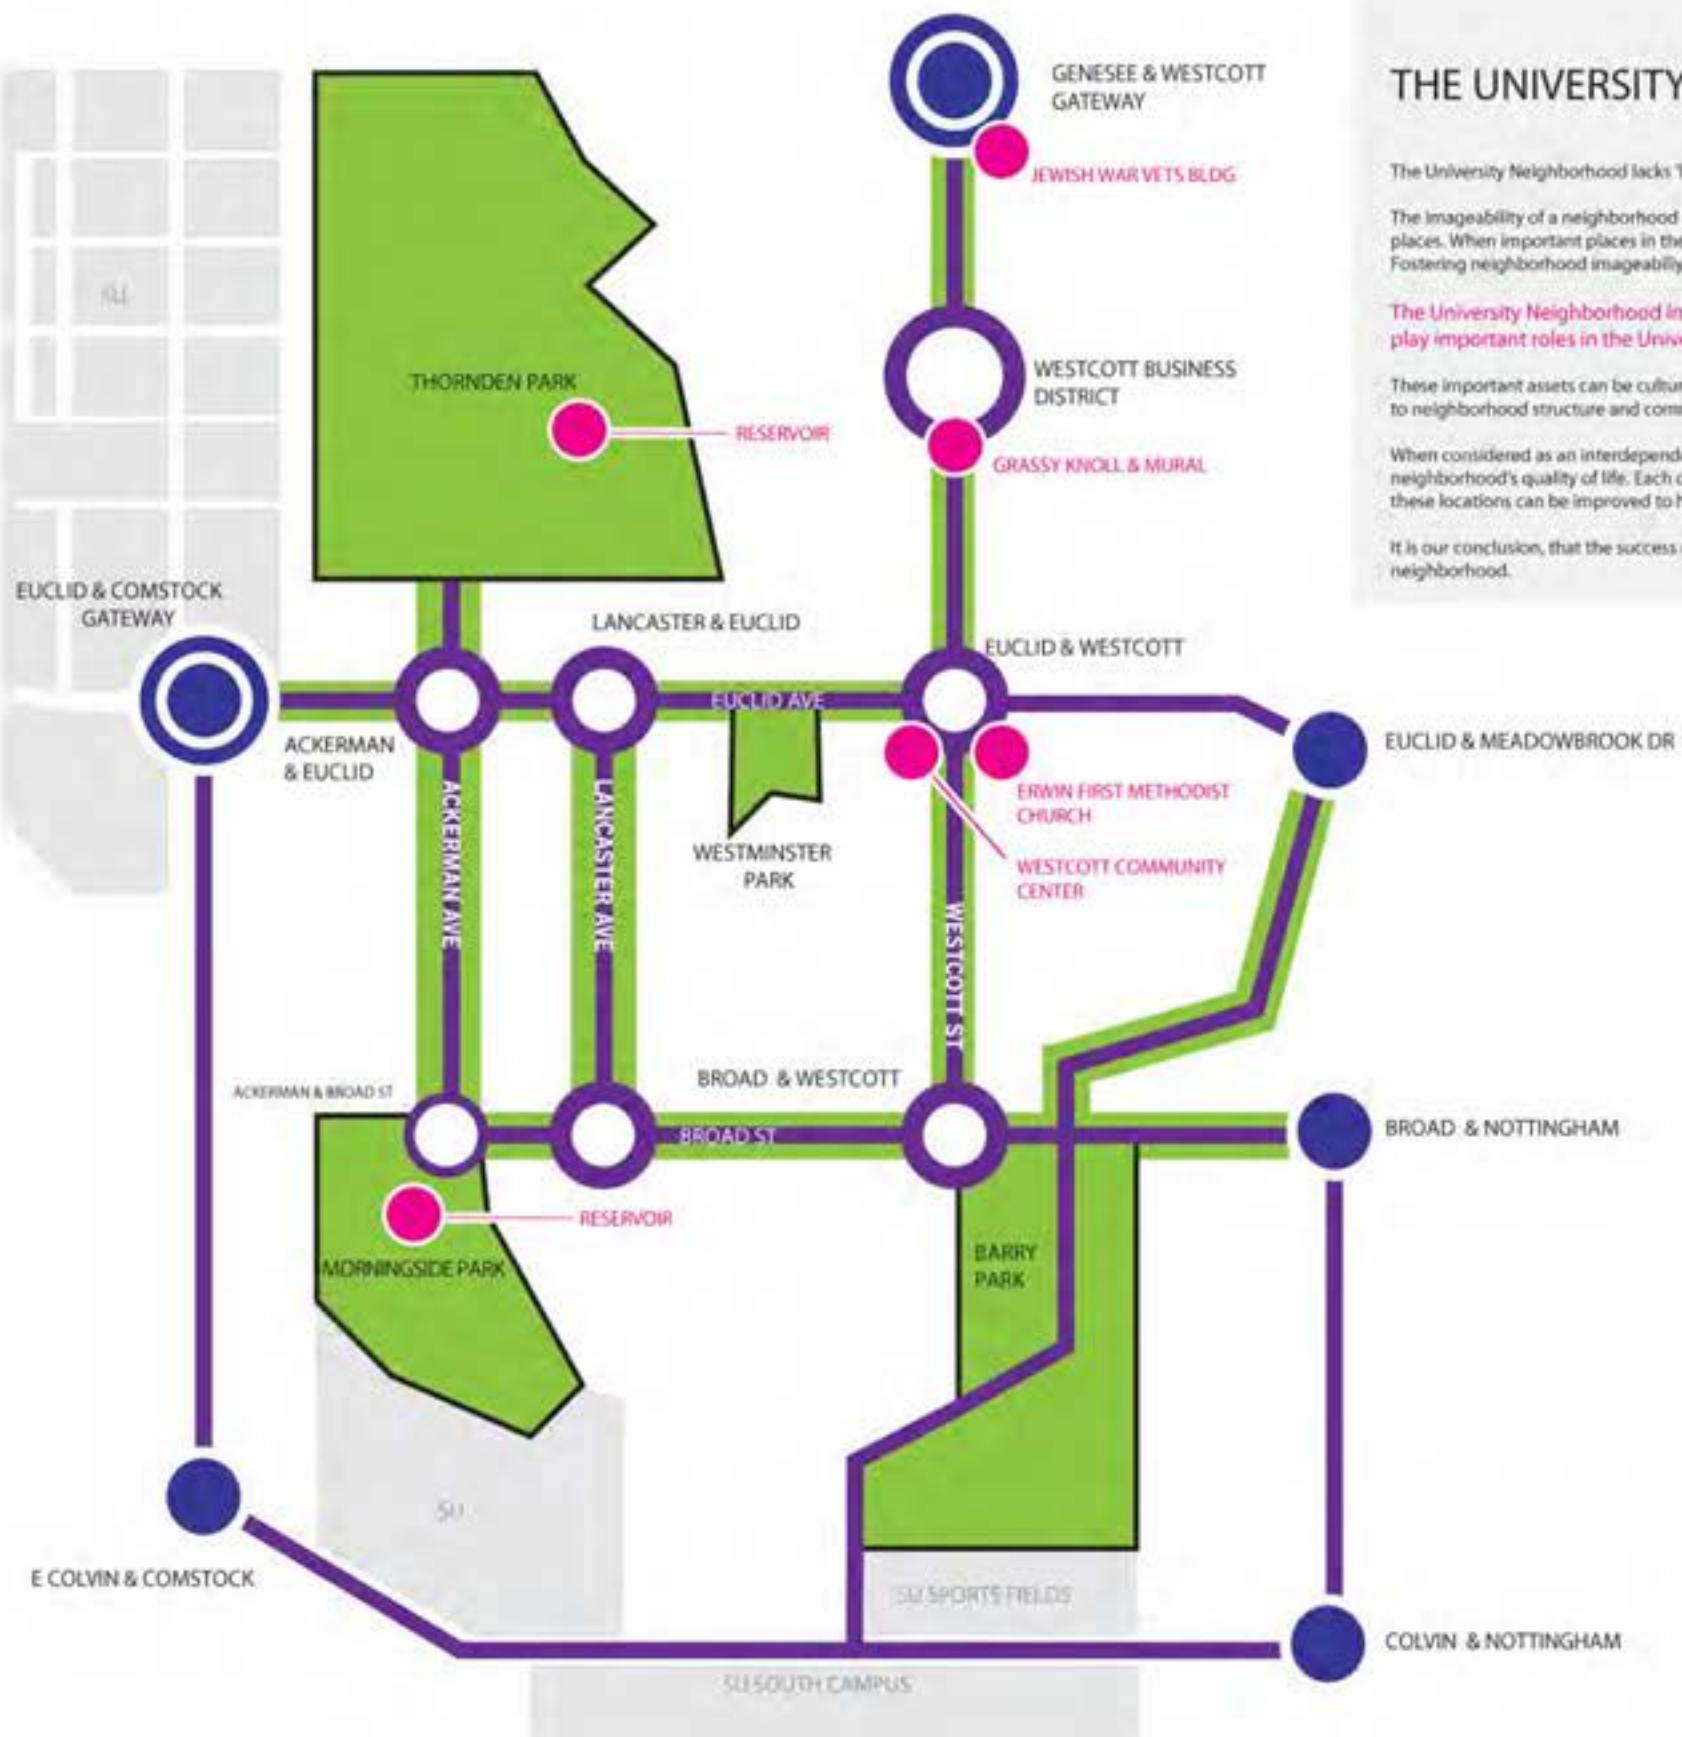 GENESEE & WESTCOTT
GATEWAY
JEWISH WAR VETS BLDG
THE UNIVERSITY
The University Neighborhood lacks
The imageability of a neighborhood
places. When important places in the
Fostering neighborhood imageabiliy
The University Neighborhood
play important roles in the
These important assets can be
to neighborhood structure and
When considered as an
neighborhood's quality of life. Each
these locations can be improved to
It is our conclusion, that the success
neighborhood.
SU
THORNDEN PARK
RESERVOIR
WESTCOTT BUSINESS
DISTRICT
GRASSY KNOLL & MURAL
EUCLID & COMSTOCK
GATEWAY
LANCASTER & EUCLID
EUCLID & WESTCOTT
EUCLID AVE
ACKERMAN
& EUCLID
EUCLID & MEADOWBROOK DR
ACKERMAN AVE
LANCASTER AVE
WESTMINSTER
PARK
ERWIN FIRST METHODIST
CHURCH
WESTCOTT COMMUNITY
CENTER
WESTCOTT ST
ACKERMAN & BROAD ST
BROAD & WESTCOTT
BROAD ST
BROAD & NOTTINGHAM
RESERVOIR
MORNINGSIDE PARK
BARRY
PARK
SU
E COLVIN & COMSTOCK
SU SPORTS FIELDS
COLVIN & NOTTINGHAM
SU SOUTH CAMPUS